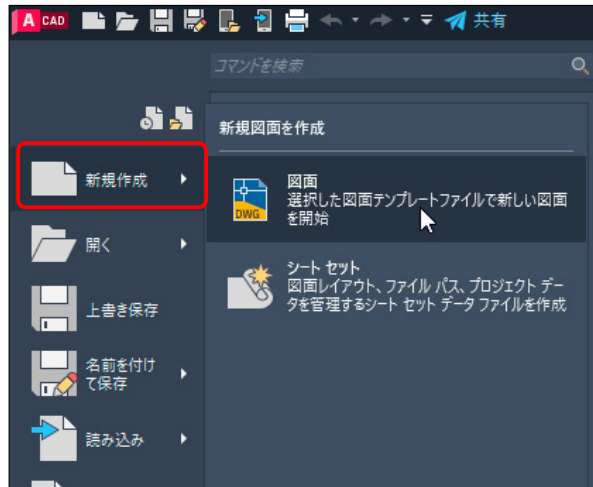 A CAD 共有
コマンドを検索
新規図面を作成
新規作成
図面
選択した図面テンプレートファイルで新しい図面
を開始
DWG
開く
シート セット
図面レイアウト、ファイル パス、プロジェクト デー
タを管理するシート セット データ ファイルを作成
上書き保存
名前を付け
て保存
読み込み